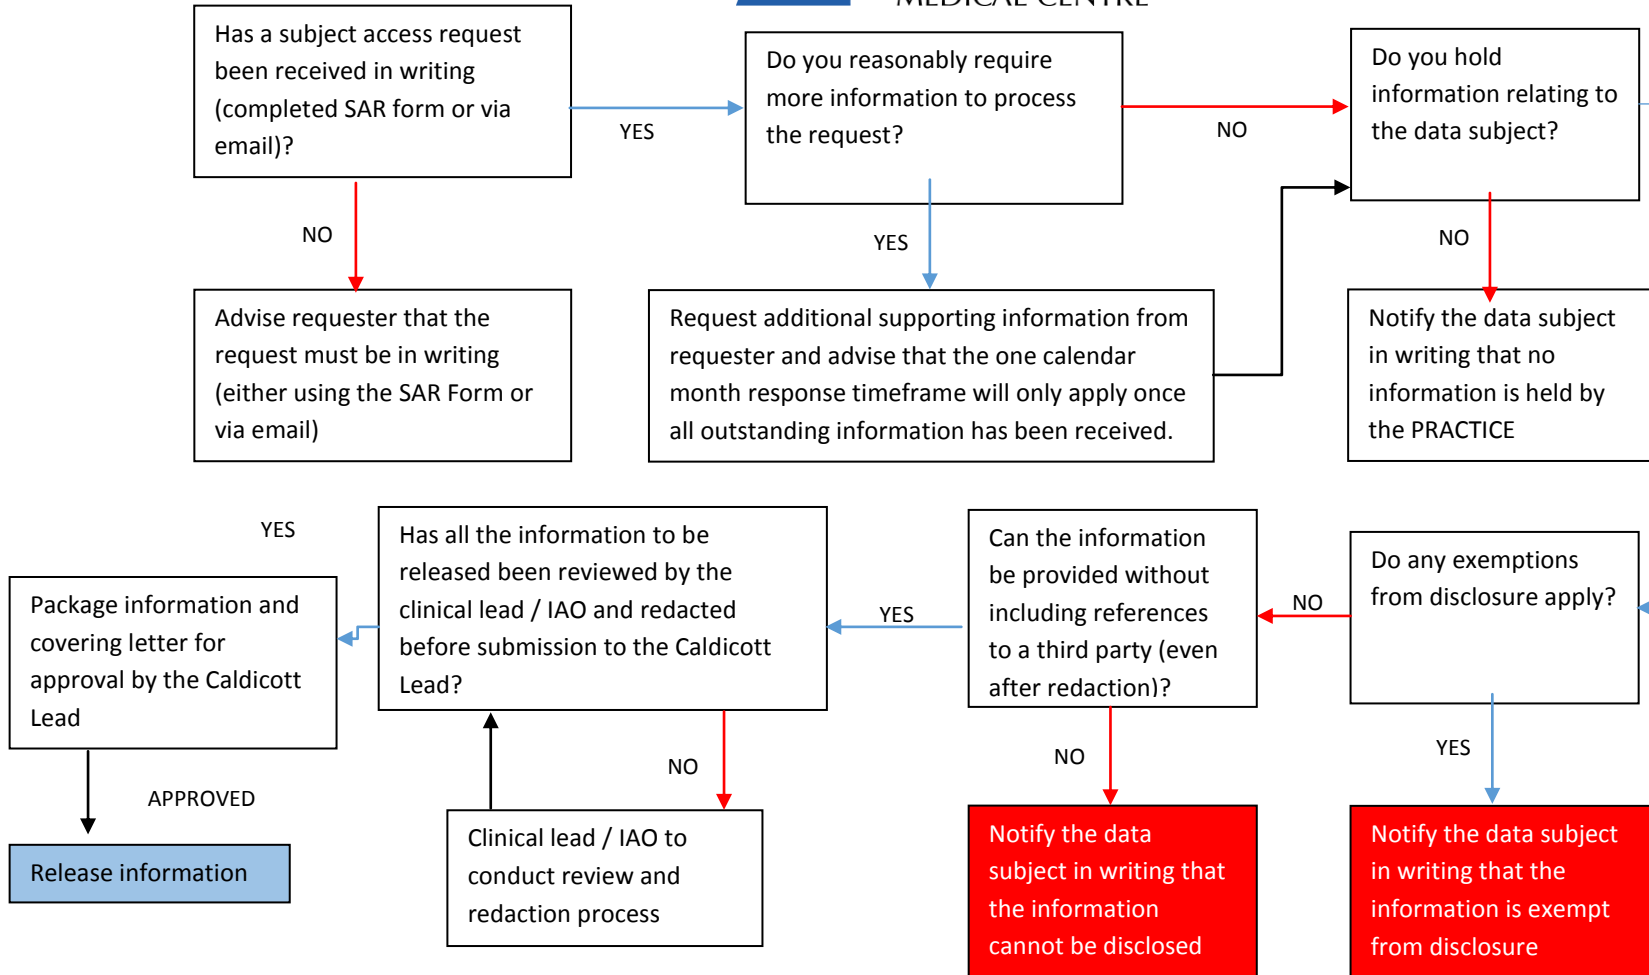 MEDICAL CENTRE
Has a subject access request
been received in writing
(completed SAR form or via
email)?
YES
Do you reasonably require
more information to process
the request?
NO
Do you hold
information relating to
the data subject?
NO
YES
NO
Advise requester that the
request must be in writing
(either using the SAR Form or
via email)
Request additional supporting information from
requester and advise that the one calendar
month response timeframe will only apply once
all outstanding information has been received.
Notify the data subject
in writing that no
information is held by
the PRACTICE
Do any exemptions
from disclosure apply?
NO
YES
Can the information
be provided without
including references
to a third party (even
after redaction)?
YES
NO
Has all the information to be
released been reviewed by the
clinical lead / IAO and redacted
before submission to the Caldicott
Lead?
YES
NO
Package information and
covering letter for
approval by the Caldicott
Lead
APPROVED
Release information
Clinical lead / IAO to
conduct review and
redaction process
Notify the data
subject in writing that
the information
cannot be disclosed
Notify the data subject
in writing that the
information is exempt
from disclosure